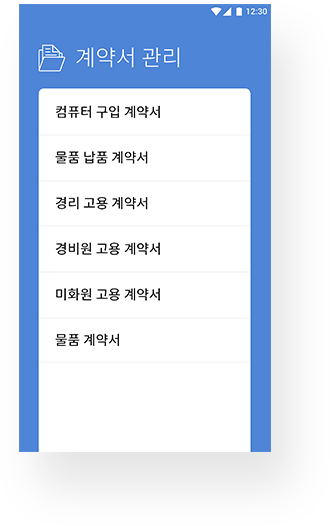 12:30
계약서 관리
컴퓨터 구입 계약서
물품 납품 계약서
경리 고용 계약서
경비원 고용 계약서
미화원 고용 계약서
물품 계약서